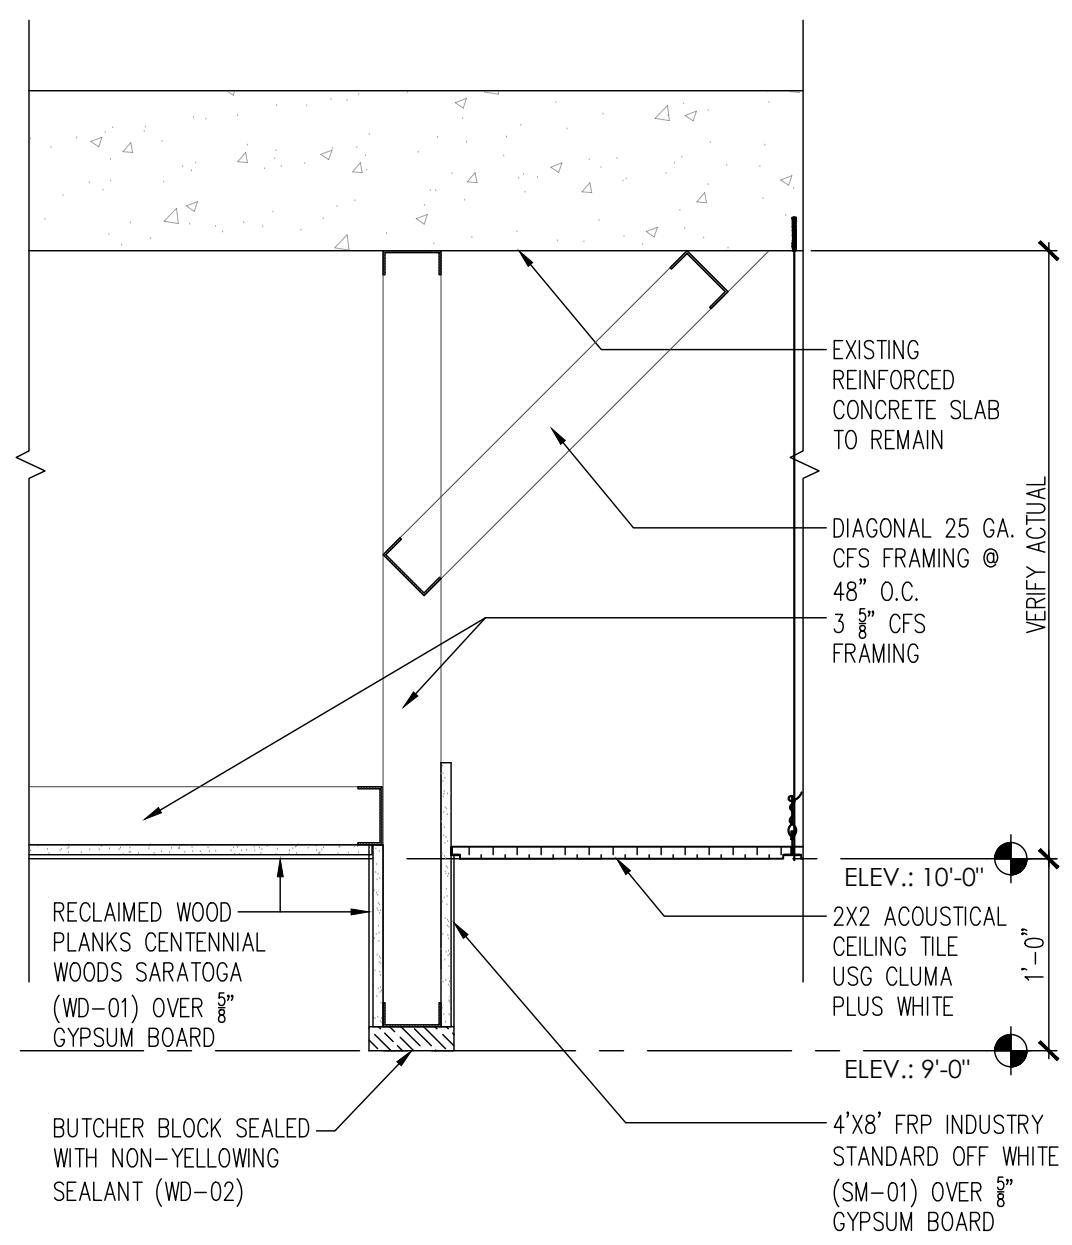 EXISTING
REINFORCED
CONCRETE SLAB
TO REMAIN
DIAGONAL 25 GA.
CFS FRAMING @
48" O.C.
3 5/8" CFS
FRAMING
VERIFY ACTUAL
ELEV.: 10'-0"
RECLAIMED WOOD
PLANKS CENTENNIAL
WOODS SARATOGA
(WD-01) OVER 5/8"
GYPSUM BOARD
2X2 ACOUSTICAL
CEILING TILE
USG CLUMA
PLUS WHITE
1'-0"
ELEV.: 9'-0"
BUTCHER BLOCK SEALED
WITH NON-YELLOWING
SEALANT (WD-02)
4'X8' FRP INDUSTRY
STANDARD OFF WHITE
(SM-01) OVER 5/8"
GYPSUM BOARD